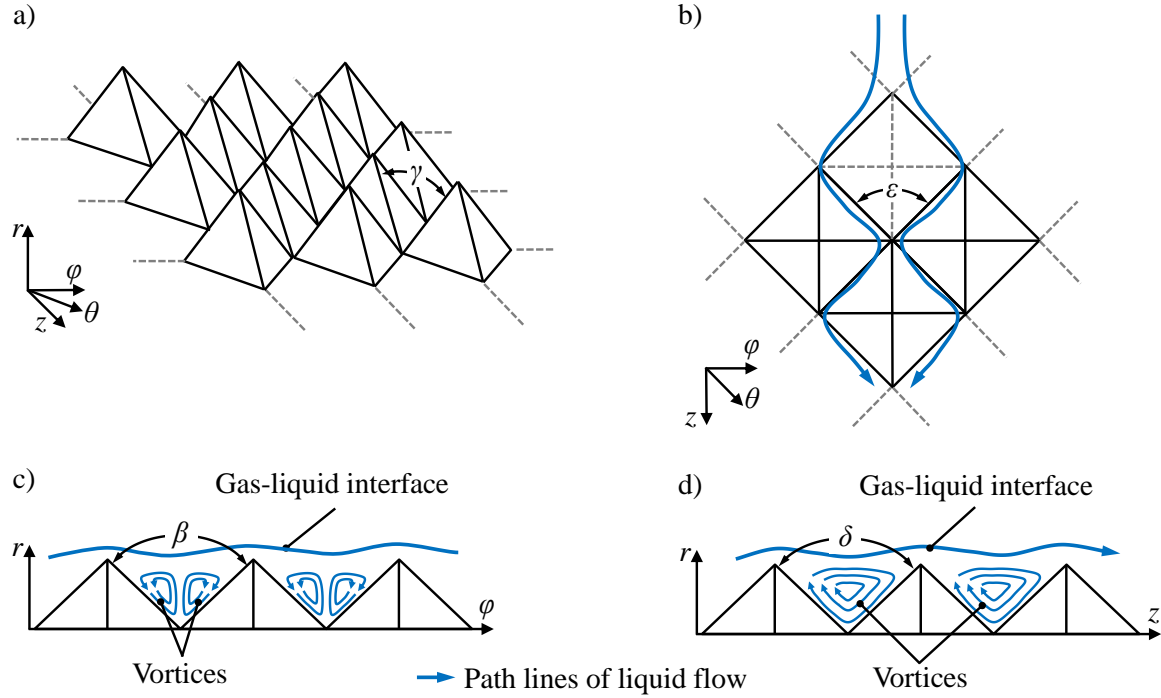 a)
γ
r
φ
θ
z
b)
ε
φ
θ
z
c)
Gas-liquid interface
β
r
φ
Vortices
d)
Gas-liquid interface
δ
r
z
Vortices
Path lines of liquid flow